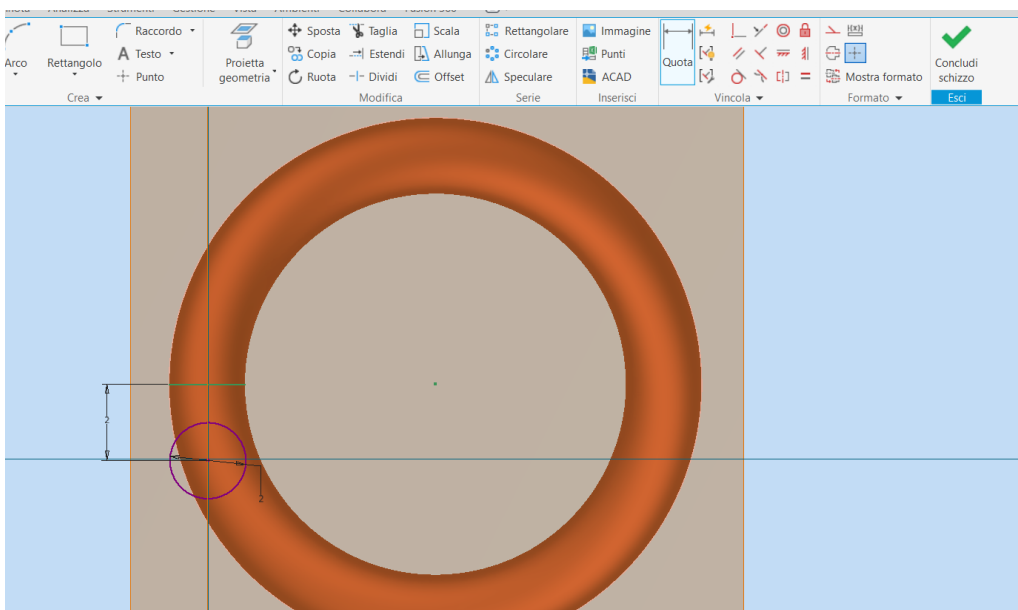 Arco Rettangolo
Raccordo
Testo
Punto
Proietta
geometria
Sposta Taglia Scala
Copia Estendi Allunga
Ruota Dividi Offset
Rettangolare
Circolare
Speculare
Immagine
Punti
ACAD
Quota
Mostra formato
Concludi
schizzo
Crea Modifica Serie Inserisci Vincola Formato Esci
2
2